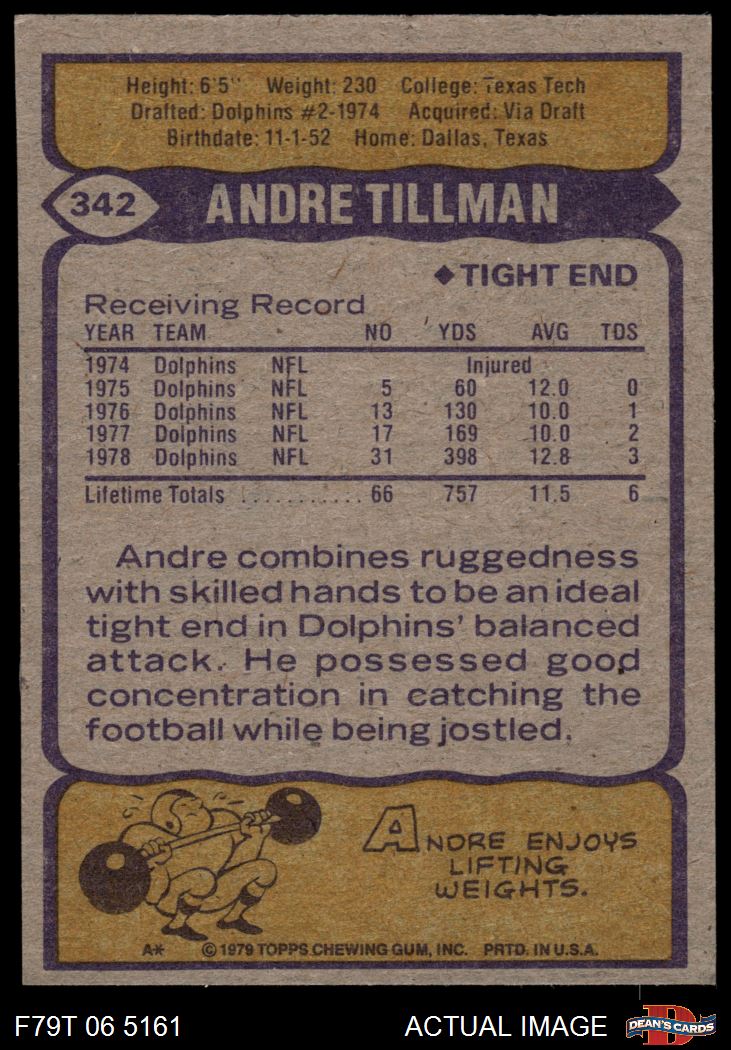 Height: 6'5" Weight: 230 College: Texas Tech
Drafted: Dolphins #2-1974 Acquired: Via Draft
Birthdate: 11-1-52 Home: Dallas, Texas
342 ANDRE TILLMAN
◆ TIGHT END
Receiving Record
YEAR TEAM NO YDS AVG TDS
1974 Dolphins NFL Injured
1975 Dolphins NFL 5 60 12.0 0
1976 Dolphins NFL 13 130 10.0 1
1977 Dolphins NFL 17 169 10.0 2
1978 Dolphins NFL 31 398 12.8 3
Lifetime Totals ........... 66 757 11.5 6
Andre combines ruggedness
with skilled hands to be an ideal
tight end in Dolphins' balanced
attack. He possessed good
concentration in catching the
football while being jostled.
ANDRE ENJOYS
LIFTING
WEIGHTS.
A* © 1979 TOPPS CHEWING GUM, INC. PRTD. IN U.S.A.
F79T 06 5161 ACTUAL IMAGE D DEAN'S CARDS